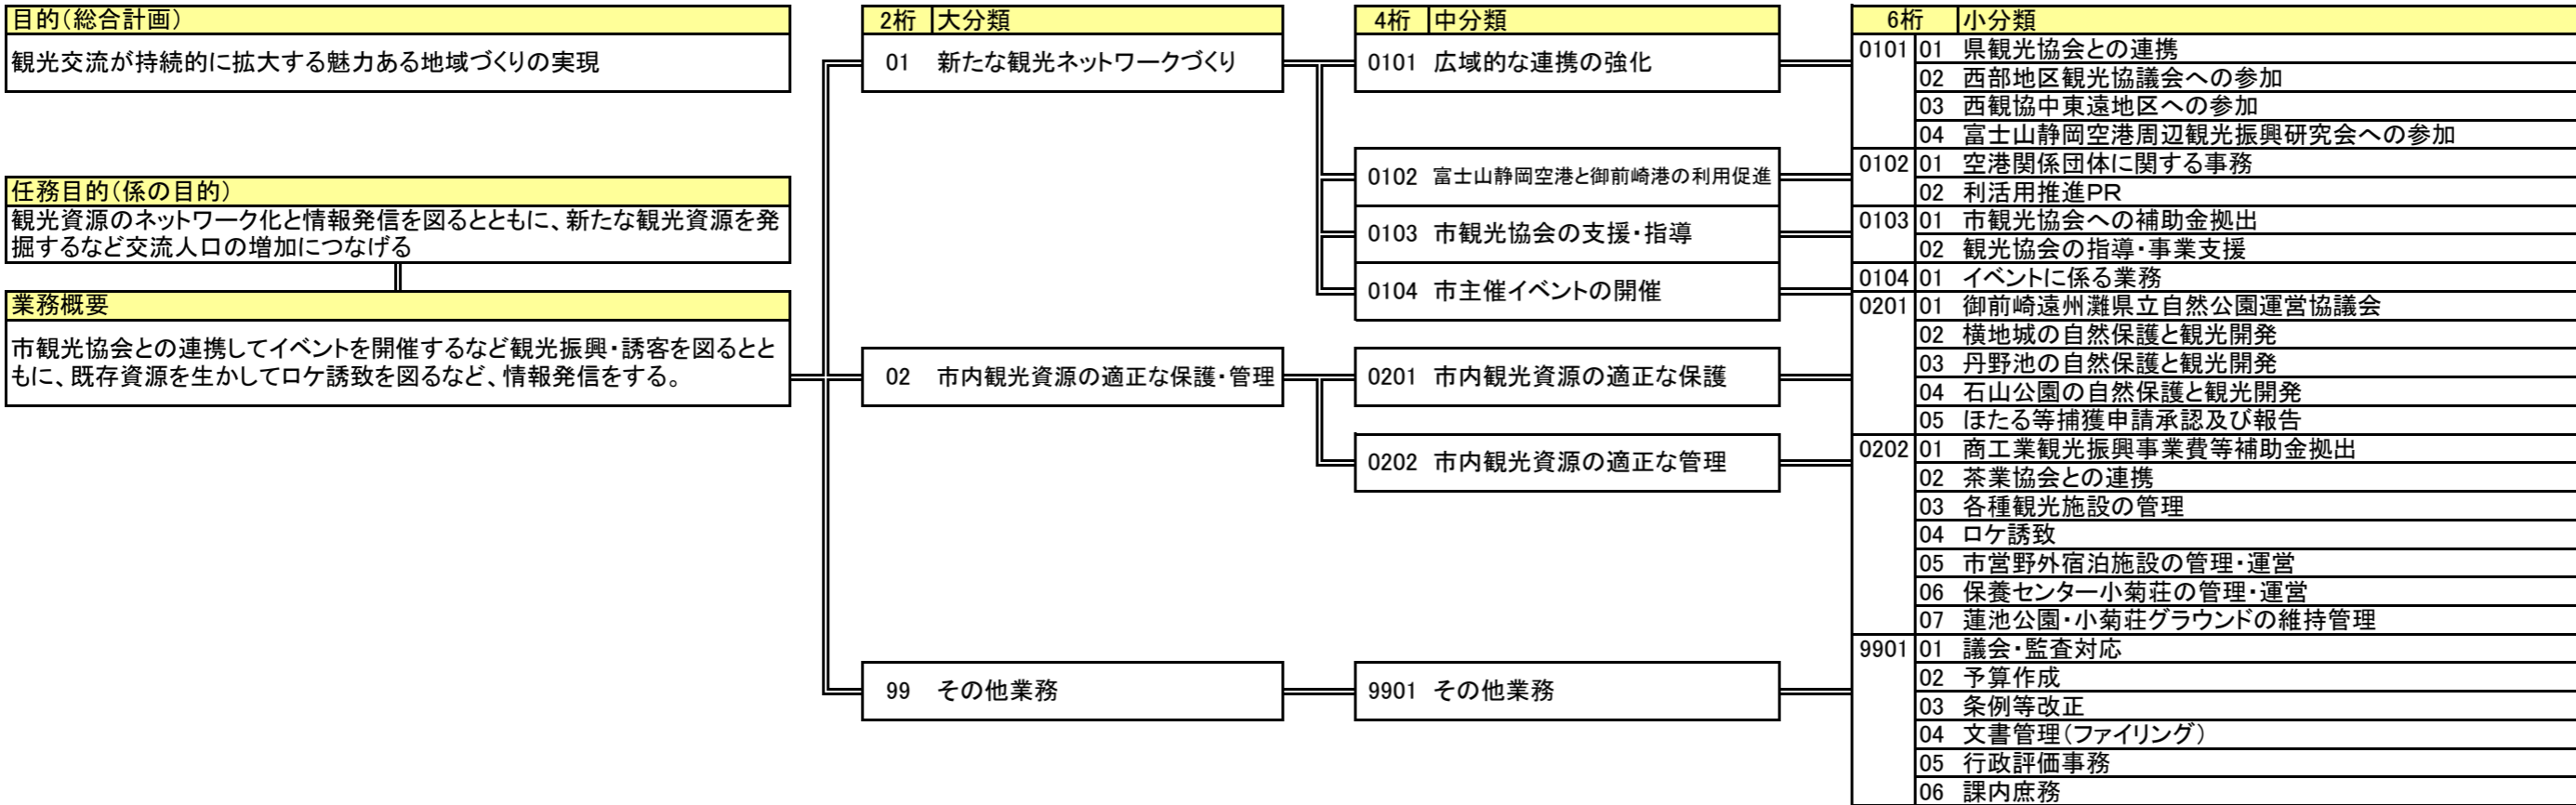 目的(総合計画)
観光交流が持続的に拡大する魅力ある地域づくりの実現
任務目的(係の目的)
観光資源のネットワーク化と情報発信を図るとともに、新たな観光資源を発
掘するなど交流人口の増加につなげる
業務概要
市観光協会との連携してイベントを開催するなど観光振興・誘客を図るとと
もに、既存資源を生かしてロケ誘致を図るなど、情報発信をする。
2桁 大分類
01 新たな観光ネットワークづくり
02 市内観光資源の適正な保護・管理
99 その他業務
4桁 中分類
0101 広域的な連携の強化
0102 富士山静岡空港と御前崎港の利用促進
0103 市観光協会の支援・指導
0104 市主催イベントの開催
0201 市内観光資源の適正な保護
0202 市内観光資源の適正な管理
9901 その他業務
6桁 小分類
0101 01 県観光協会との連携
02 西部地区観光協議会への参加
03 西観協中東遠地区への参加
04 富士山静岡空港周辺観光振興研究会への参加
0102 01 空港関係団体に関する事務
02 利活用推進PR
0103 01 市観光協会への補助金拠出
02 観光協会の指導・事業支援
0104 01 イベントに係る業務
0201 01 御前崎遠州灘県立自然公園運営協議会
02 横地城の自然保護と観光開発
03 丹野池の自然保護と観光開発
04 石山公園の自然保護と観光開発
05 ほたる等捕獲申請承認及び報告
0202 01 商工業観光振興事業費等補助金拠出
02 茶業協会との連携
03 各種観光施設の管理
04 ロケ誘致
05 市営野外宿泊施設の管理・運営
06 保養センター小菊荘の管理・運営
07 蓮池公園・小菊荘グラウンドの維持管理
9901 01 議会・監査対応
02 予算作成
03 条例等改正
04 文書管理(ファイリング)
05 行政評価事務
06 課内庶務